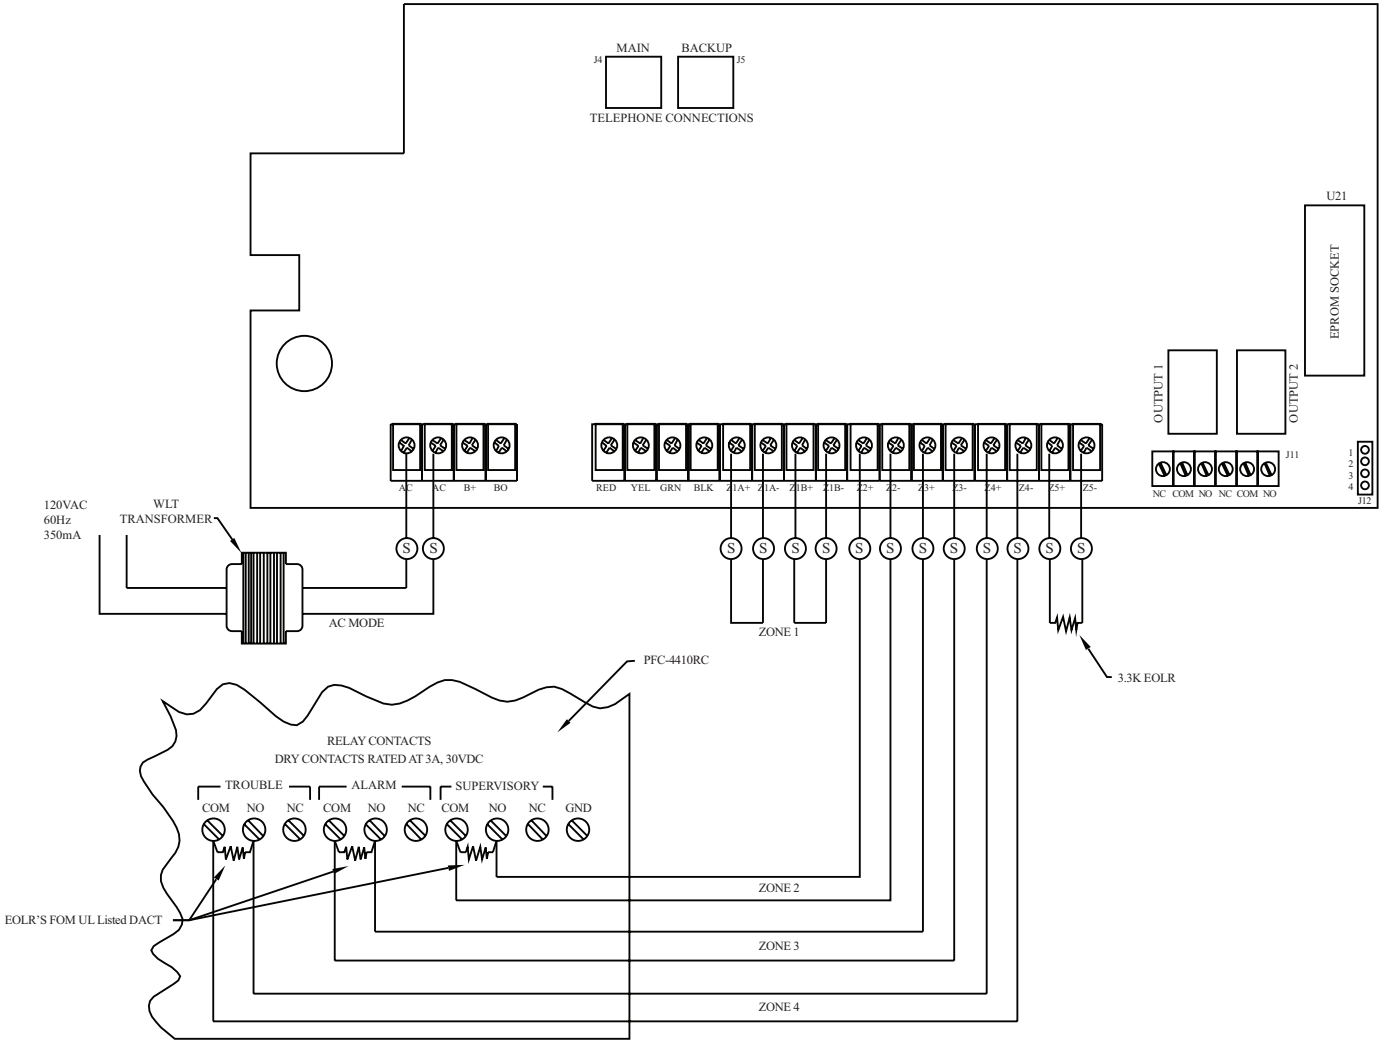 MAIN BACKUP
J4 J5
TELEPHONE CONNECTIONS
U21
EPROM SOCKET
OUTPUT 1
OUTPUT 2
J11
NC COM NO NC COM NO
1
2
3
4
J12
AC AC B+ BO
RED YEL GRN BLK Z1A+ Z1A- Z1B+ Z1B- Z2+ Z2- Z3+ Z3- Z4+ Z4- Z5+ Z5-
120VAC
60Hz
350mA
WLT
TRANSFORMER
S S S S S S S S S S S S S S
AC MODE
ZONE 1
3.3K EOLR
PFC-4410RC
RELAY CONTACTS
DRY CONTACTS RATED AT 3A, 30VDC
TROUBLE ALARM SUPERVISORY
COM NO NC COM NO NC COM NO NC GND
EOLR'S FOM UL Listed DACT
ZONE 2
ZONE 3
ZONE 4